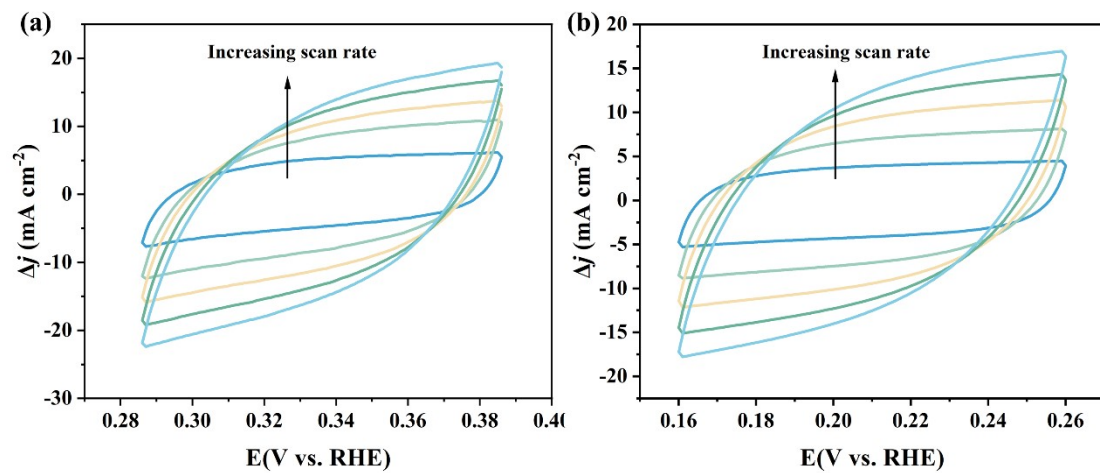 (a)
Increasing scan rate
20
10
0
-10
-20
-30
Δj (mA cm⁻²)
0.28 0.30 0.32 0.34 0.36 0.38 0.40
E(V vs. RHE)
(b)
Increasing scan rate
20
15
10
5
0
-5
-10
-15
-20
Δj (mA cm⁻²)
0.16 0.18 0.20 0.22 0.24 0.26
E(V vs. RHE)